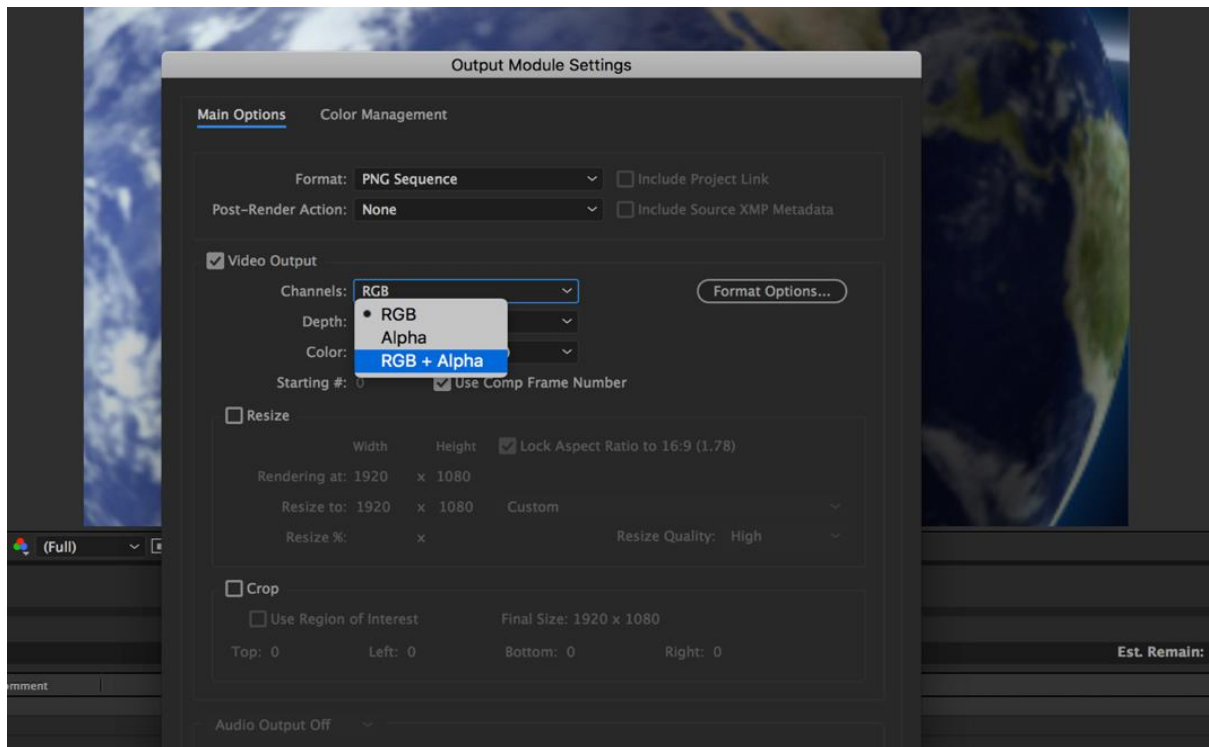 Output Module Settings
Main Options Color Management
Format: PNG Sequence Include Project Link
Post-Render Action: None Include Source XMP Metadata
Video Output
Channels: RGB Format Options...
RGB
Depth:
Alpha
Color:
RGB + Alpha
Starting #: 0 Use Comp Frame Number
Resize
Width Height Lock Aspect Ratio to 16:9 (1.78)
Rendering at: 1920 x 1080
Resize to: 1920 x 1080 Custom
(Full)
Resize %: x Resize Quality: High
Crop
Use Region of Interest Final Size: 1920 x 1080
Top: 0 Left: 0 Bottom: 0 Right: 0
Est. Remain:
omment
Audio Output Off